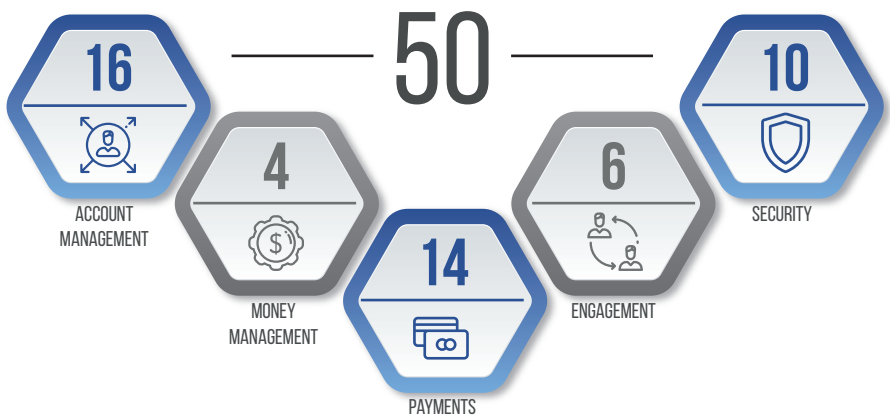 50
16
ACCOUNT
MANAGEMENT
4
$
MONEY
MANAGEMENT
14
PAYMENTS
6
ENGAGEMENT
10
SECURITY